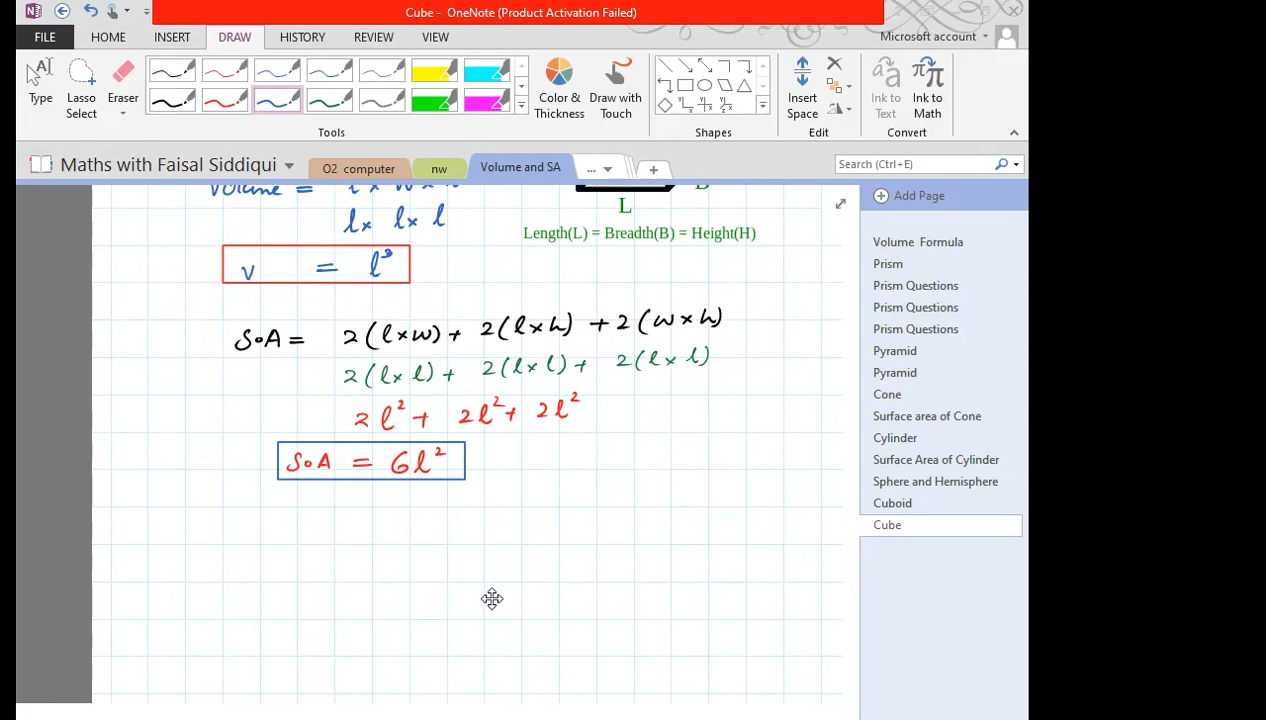 Cube - OneNote (Product Activation Failed)
FILE HOME INSERT DRAW HISTORY REVIEW VIEW Microsoft account
Type Lasso Select Eraser Color & Thickness Draw with Touch Insert Space Ink to Text Ink to Math
Tools Shapes Edit Convert
Maths with Faisal Siddiqui O2 computer nw Volume and SA ... Search (Ctrl+E)
Add Page
Volume =
L
l × l × l
Length(L) = Breadth(B) = Height(H)
v = l³
S.A = 2(l×w) + 2(l×h) + 2(w×h)
2(l×l) + 2(l×l) + 2(l×l)
2l² + 2l² + 2l²
S.A = 6l²
Volume Formula
Prism
Prism Questions
Prism Questions
Prism Questions
Pyramid
Pyramid
Cone
Surface area of Cone
Cylinder
Surface Area of Cylinder
Sphere and Hemisphere
Cuboid
Cube